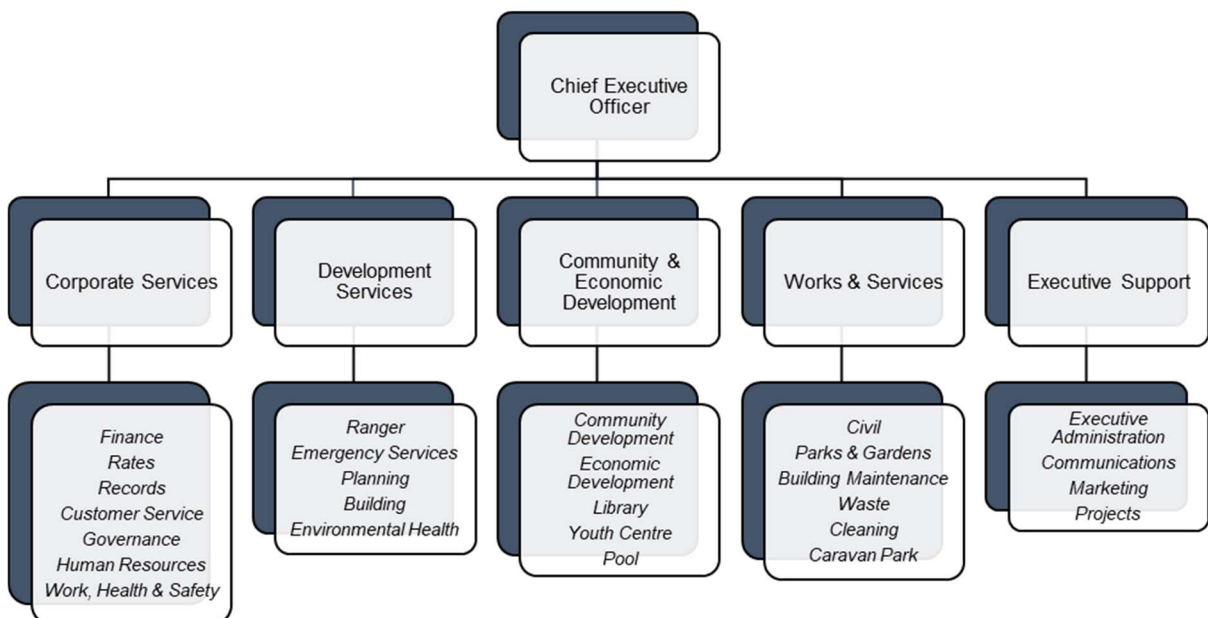 Chief Executive
Officer
Corporate Services
Development
Services
Community &
Economic
Development
Works & Services
Executive Support
Finance
Rates
Records
Customer Service
Governance
Human Resources
Work, Health & Safety
Ranger
Emergency Services
Planning
Building
Environmental Health
Community
Development
Economic
Development
Library
Youth Centre
Pool
Civil
Parks & Gardens
Building Maintenance
Waste
Cleaning
Caravan Park
Executive
Administration
Communications
Marketing
Projects